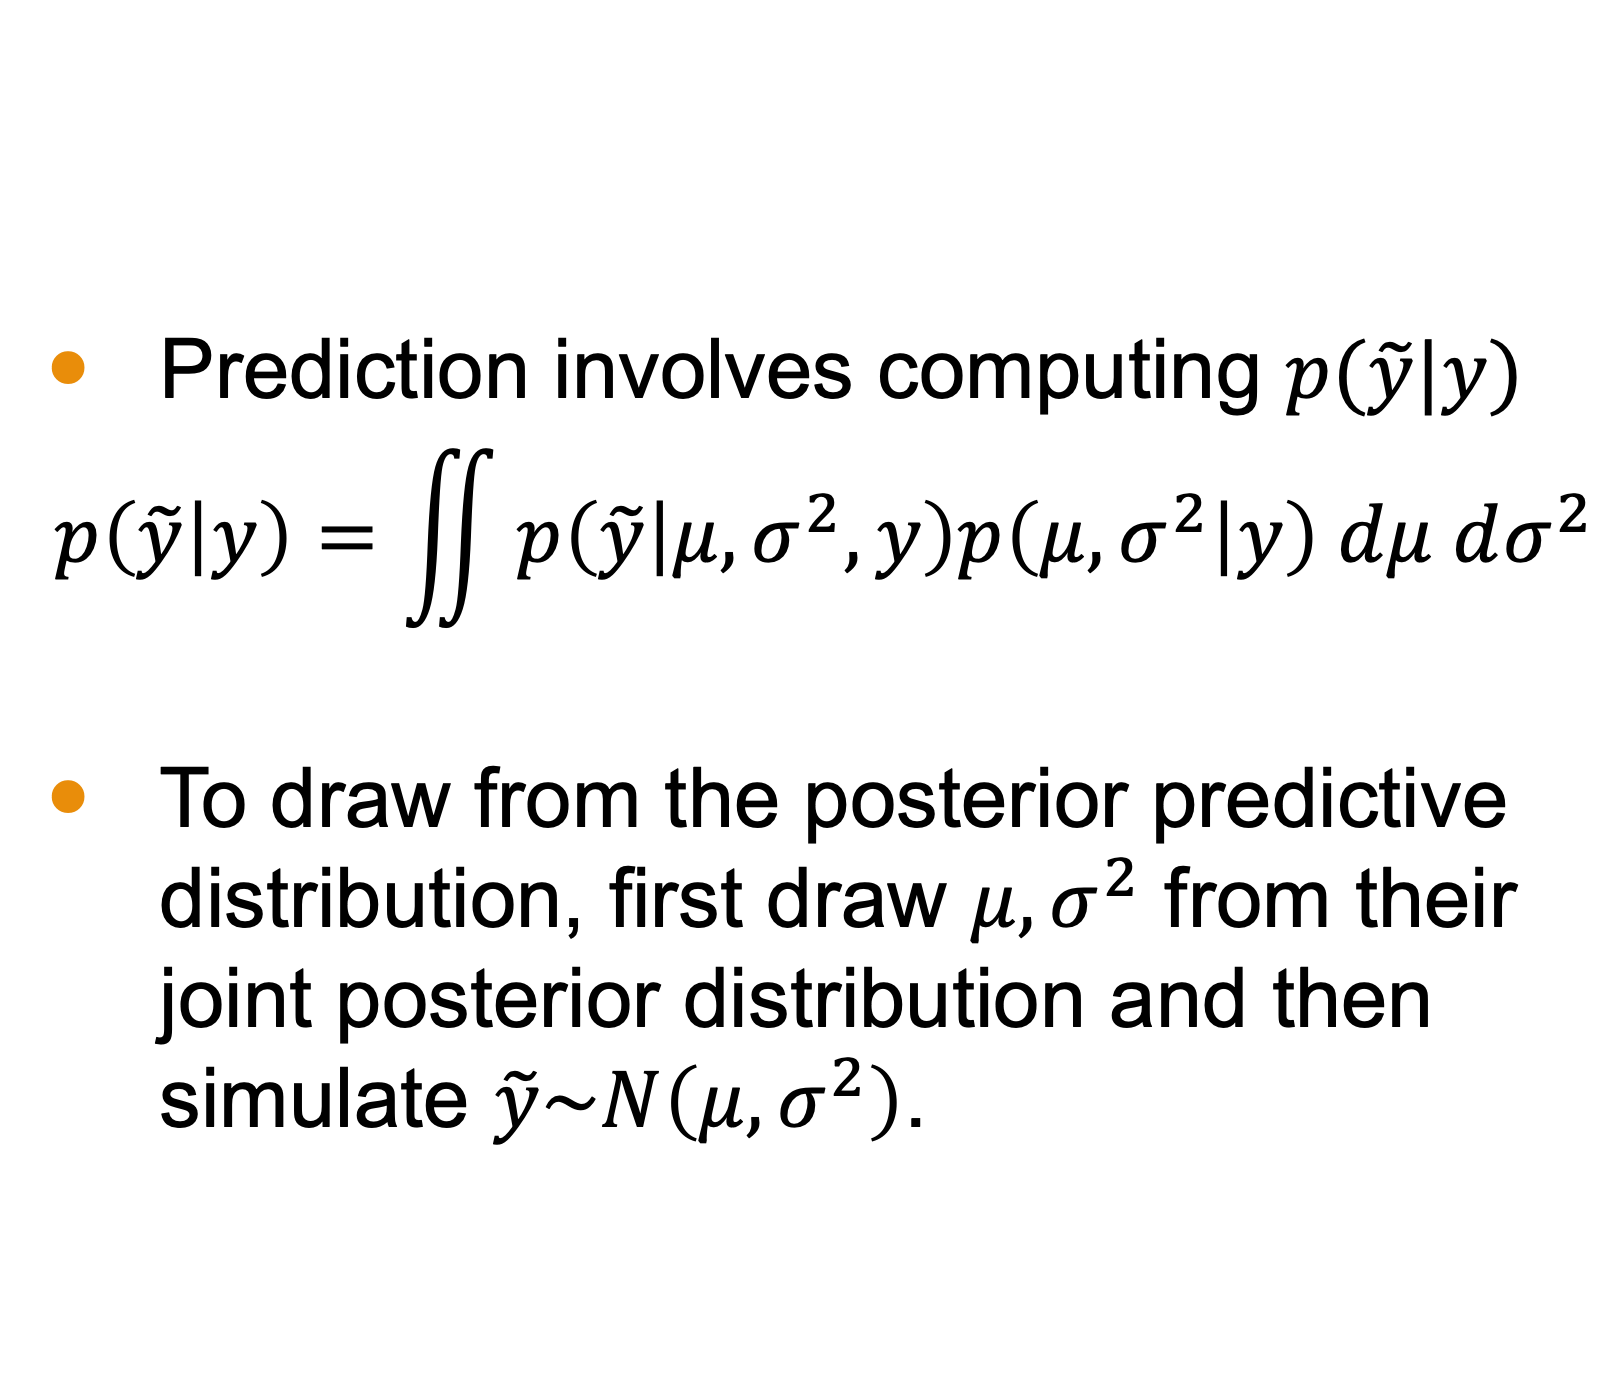 • Prediction involves computing 𝑝(ỹ|𝑦)
𝑝(ỹ|𝑦) = ∬ 𝑝(ỹ|𝜇, 𝜎², 𝑦)𝑝(𝜇, 𝜎²|𝑦) 𝑑𝜇 𝑑𝜎²
• To draw from the posterior predictive
distribution, first draw 𝜇, 𝜎² from their
joint posterior distribution and then
simulate ỹ~𝑁(𝜇, 𝜎²).